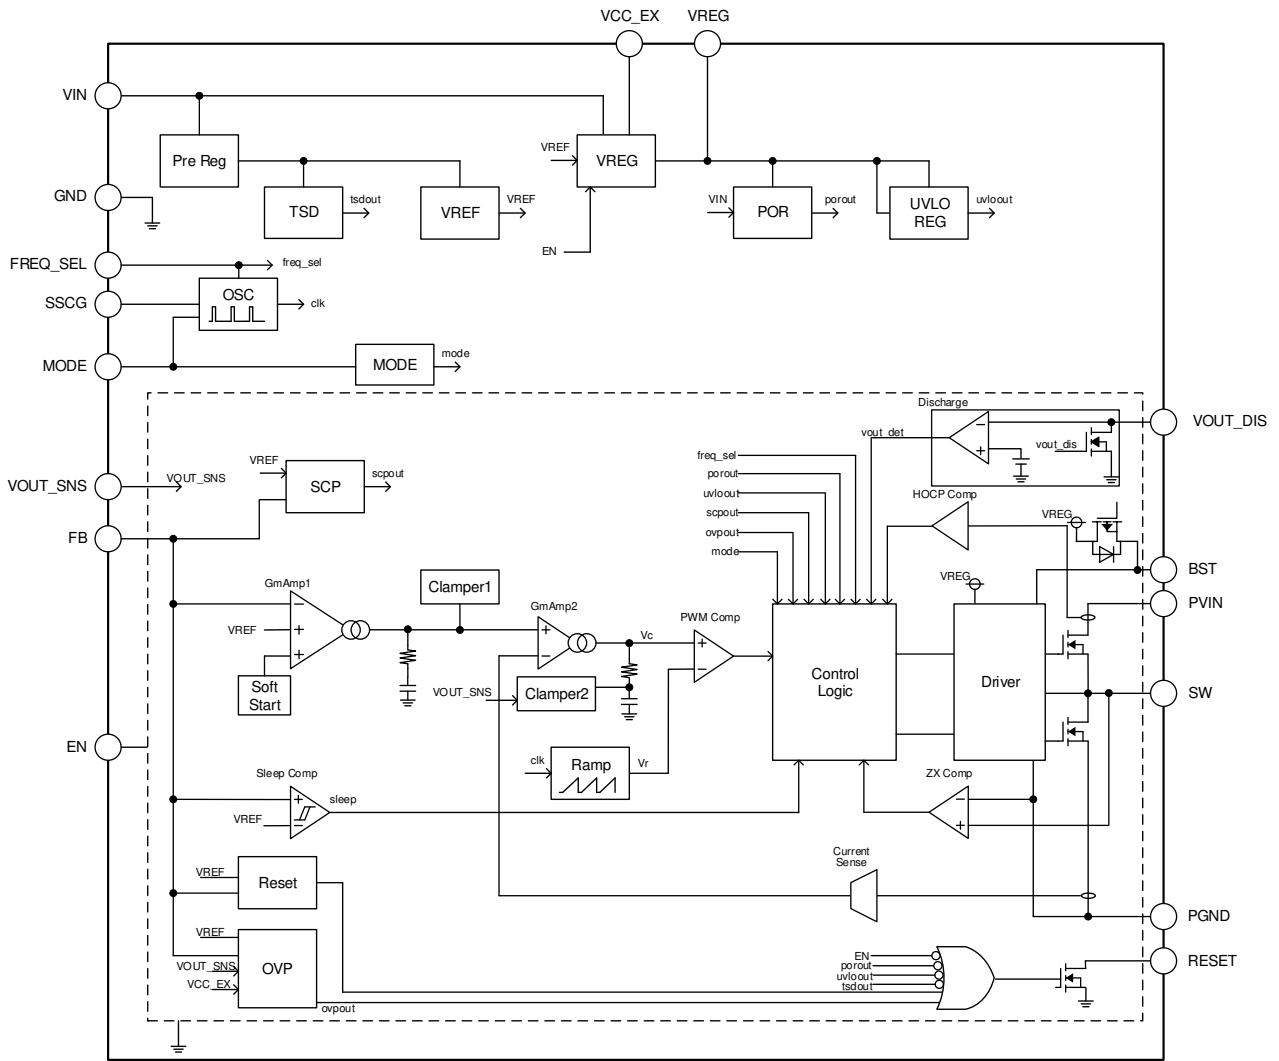 VCC_EX
VREG
VIN
Pre Reg
VREF
VREG
TSD
tsdout
VREF
VREF
VIN
POR
porout
UVLO
REG
uvloout
GND
EN
FREQ_SEL
freq_sel
SSCG
OSC
clk
MODE
MODE
mode
Discharge
VOUT_DIS
vout_det
vout_dis
VOUT_SNS
VOUT_SNS
VREF
SCP
scpout
freq_sel
porout
uvloout
scpout
ovpout
mode
HOCP Comp
VREG
FB
BST
GmAmp1
Clamper1
GmAmp2
VREG
PVIN
VREF
Vc
PWM Comp
Soft
Start
VOUT_SNS
Clamper2
Control
Logic
Driver
SW
EN
clk
Ramp
Vr
Sleep Comp
sleep
VREF
ZX Comp
Current
Sense
VREF
Reset
PGND
VREF
VOUT_SNS
VCC_EX
OVP
ovpout
EN
porout
uvloout
tsdout
RESET